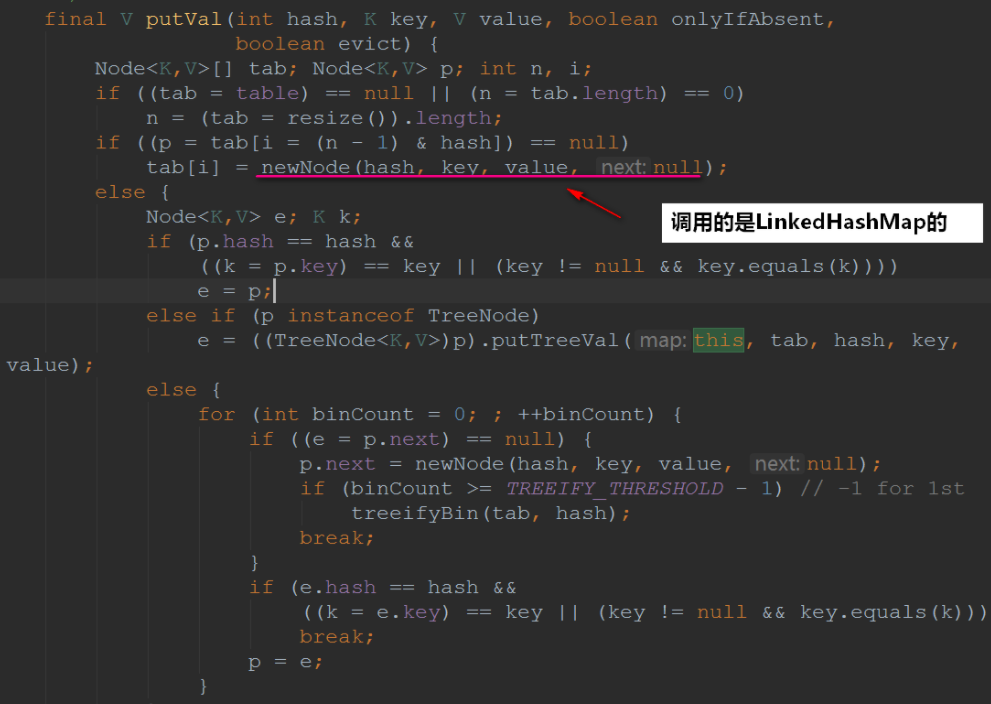 final V putVal(int hash, K key, V value, boolean onlyIfAbsent,
boolean evict) {
Node<K,V>[] tab; Node<K,V> p; int n, i;
if ((tab = table) == null || (n = tab.length) == 0)
n = (tab = resize()).length;
if ((p = tab[i = (n - 1) & hash]) == null)
tab[i] = newNode(hash, key, value, next: null);
else {
Node<K,V> e; K k;
调用的是LinkedHashMap的
if (p.hash == hash &&
((k = p.key) == key || (key != null && key.equals(k))))
e = p;
else if (p instanceof TreeNode)
e = ((TreeNode<K,V>)p).putTreeVal( map: this, tab, hash, key,
value);
else {
for (int binCount = 0; ; ++binCount) {
if ((e = p.next) == null) {
p.next = newNode(hash, key, value, next: null);
if (binCount >= TREEIFY_THRESHOLD - 1) // -1 for 1st
treeifyBin(tab, hash);
break;
}
if (e.hash == hash &&
((k = e.key) == key || (key != null && key.equals(k)))
break;
p = e;
}